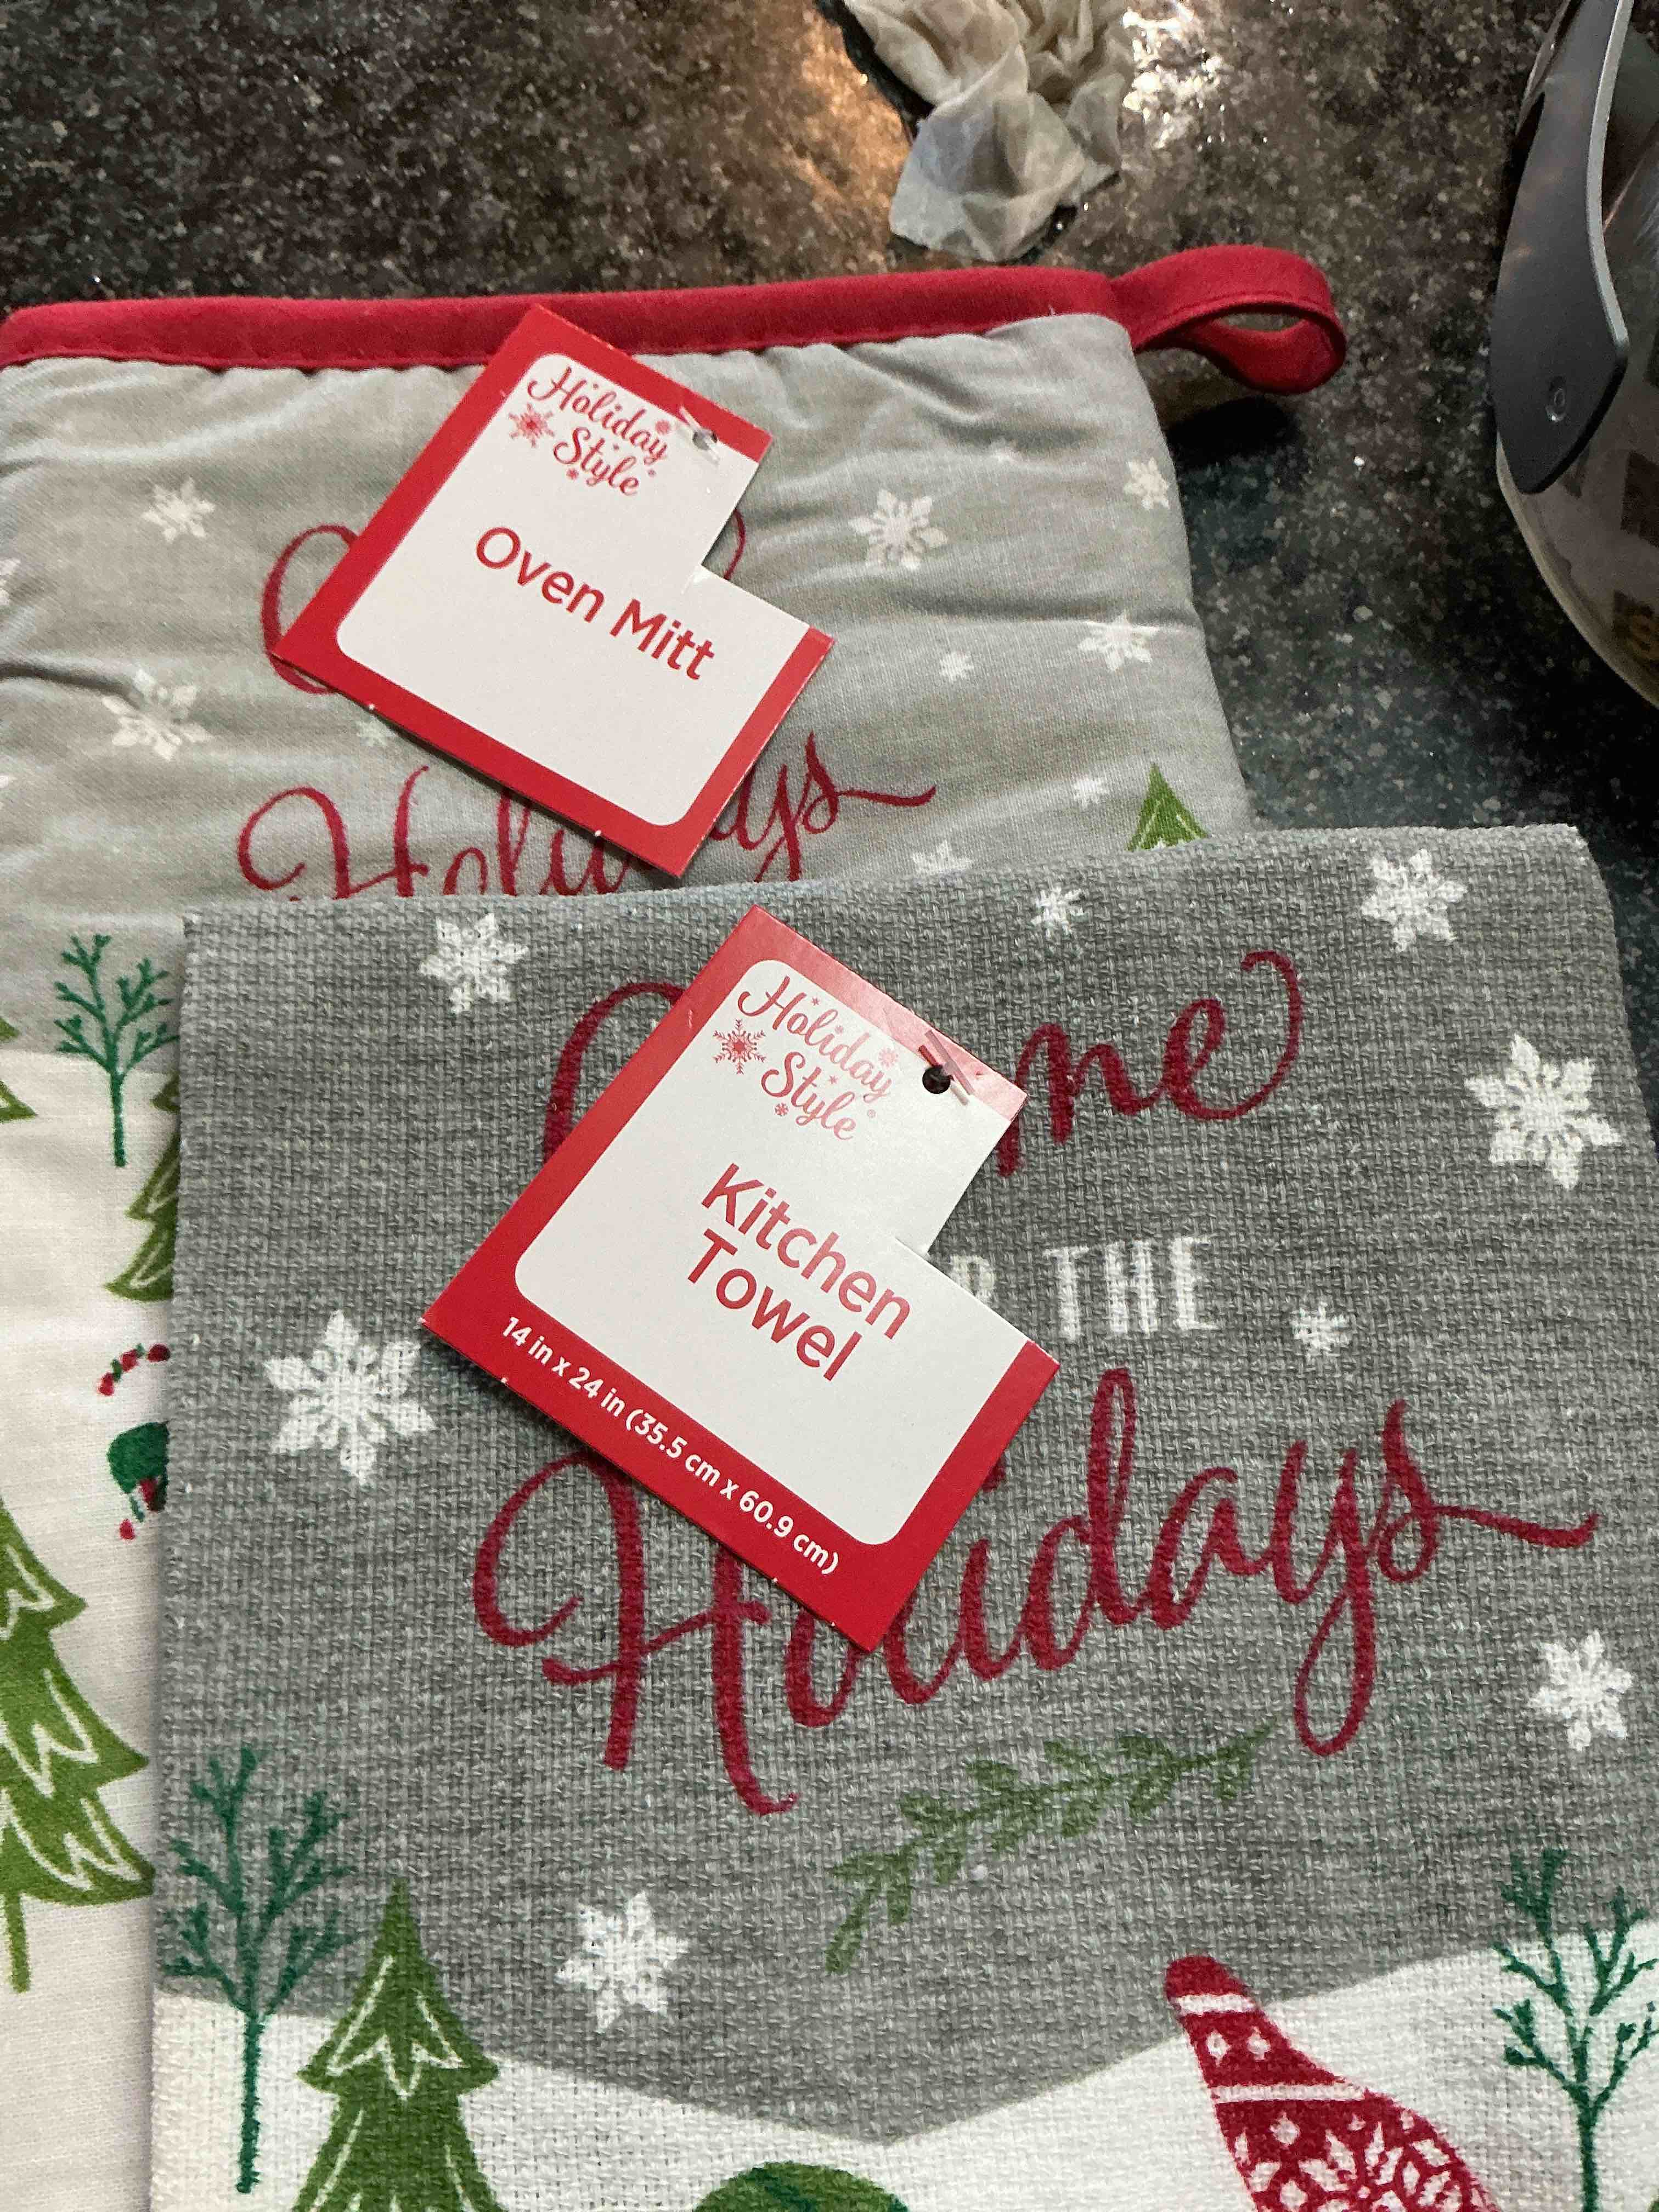 Holiday
Style
Oven Mitt
Holidays
Holiday
Style
Kitchen
Towel
14 in x 24 in (35.5 cm x 60.9 cm)
THE
Holidays